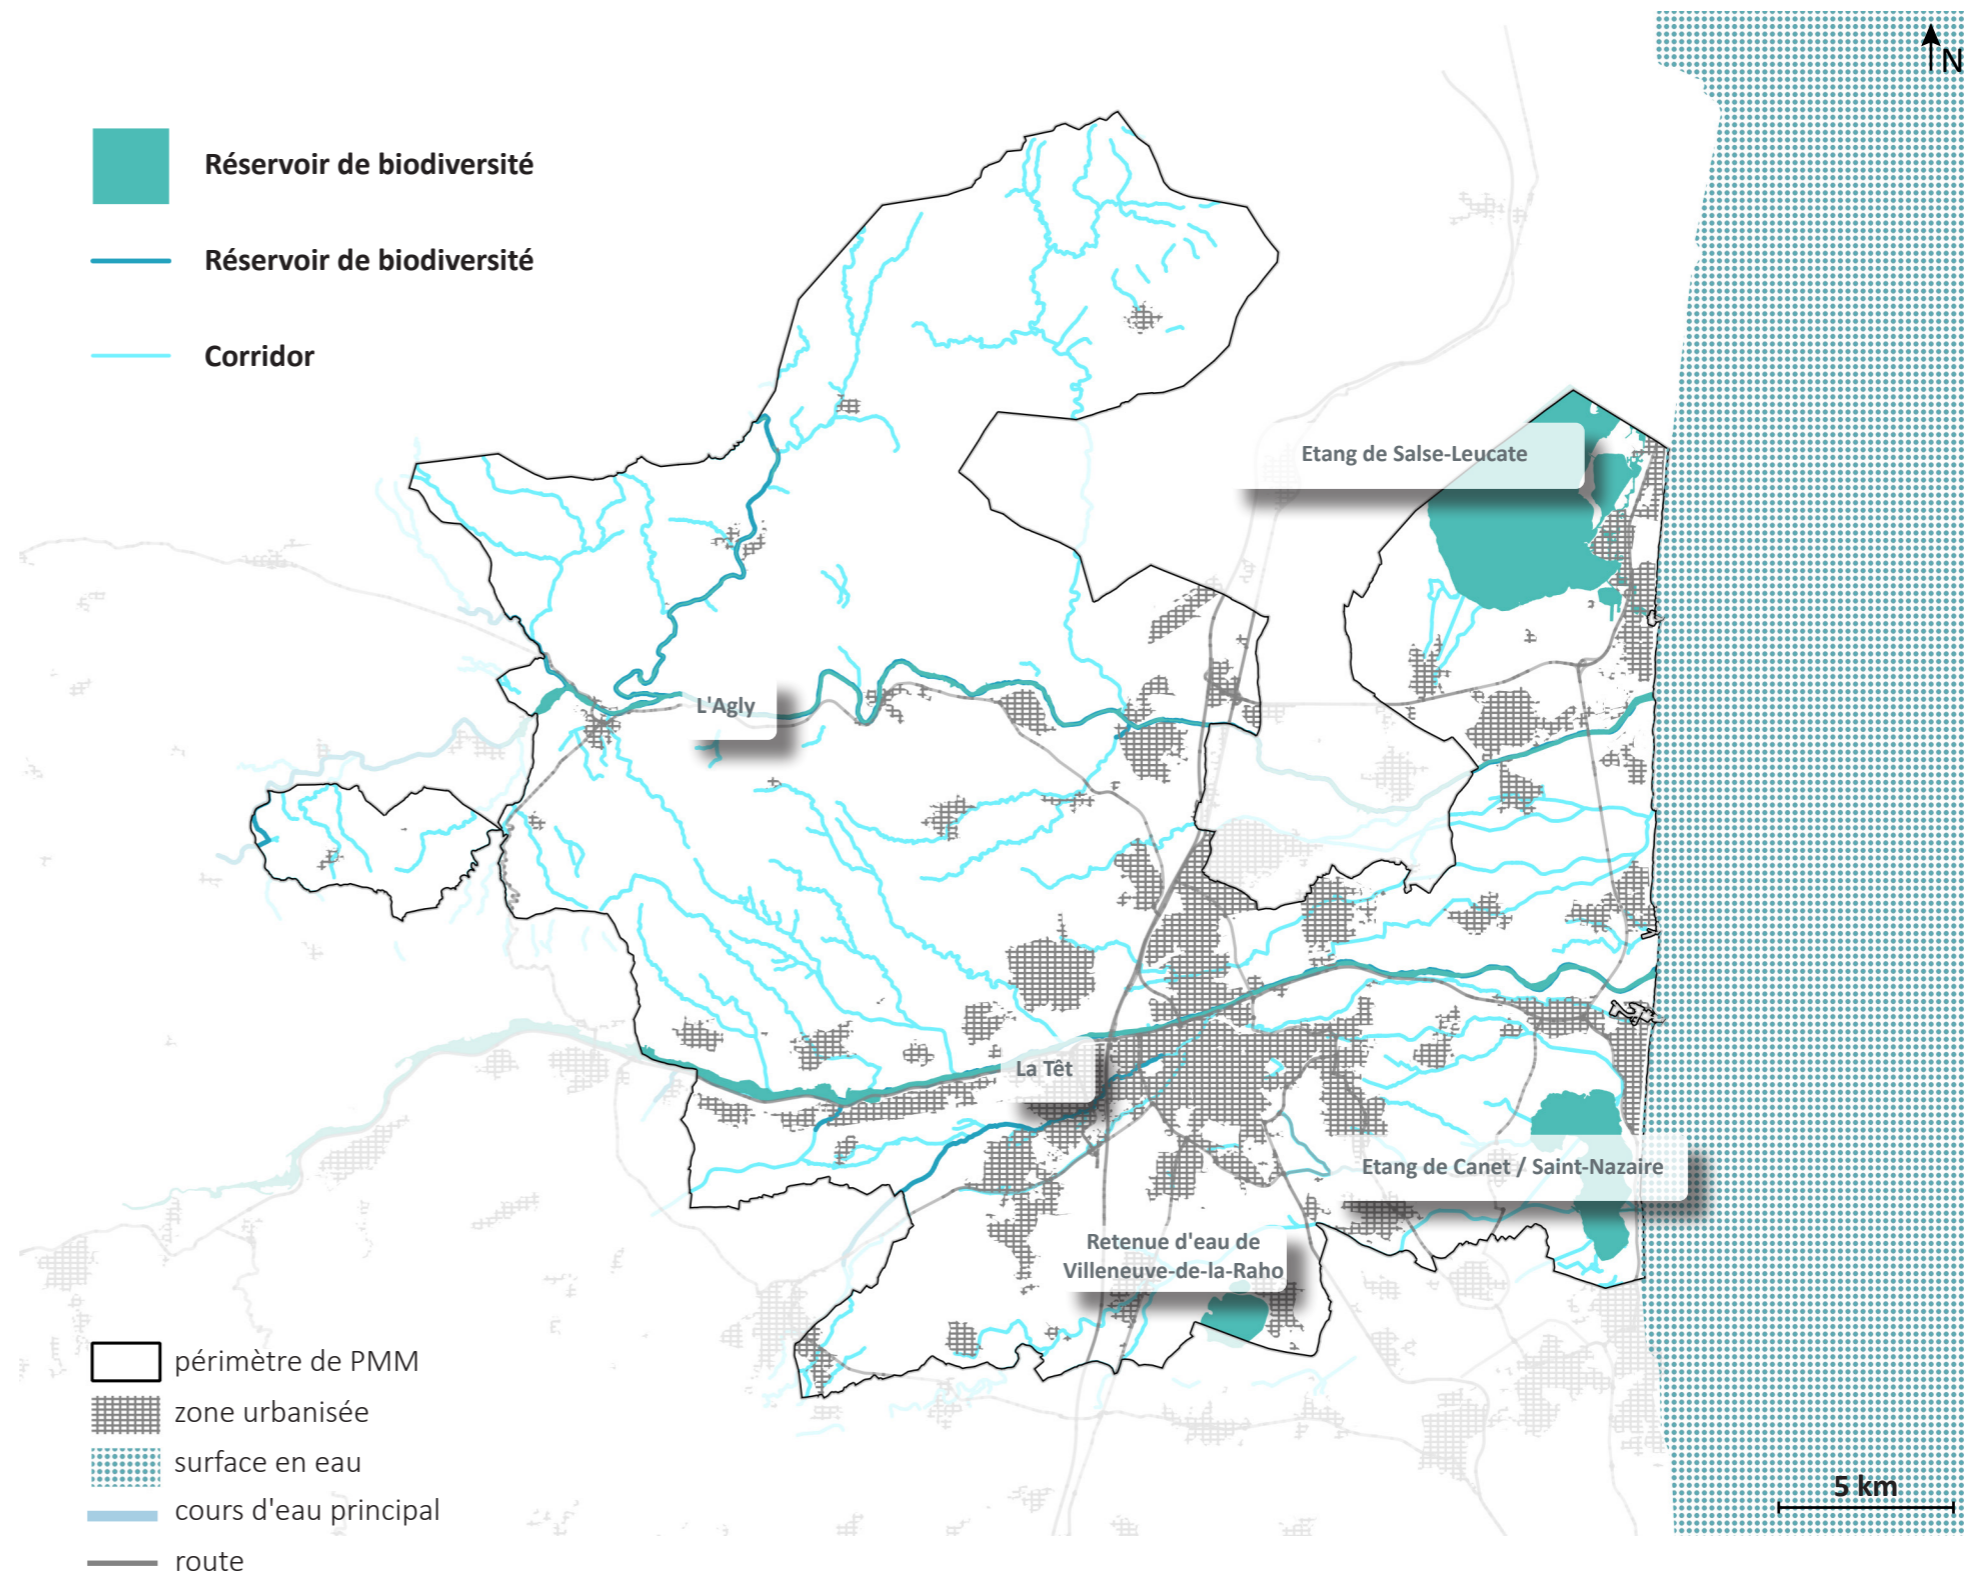 N
Réservoir de biodiversité
Réservoir de biodiversité
Corridor
Etang de Salse-Leucate
L'Agly
La Têt
Etang de Canet / Saint-Nazaire
Retenue d'eau de
Villeneuve-de-la-Raho
périmètre de PMM
zone urbanisée
surface en eau
cours d'eau principal
route
5 km